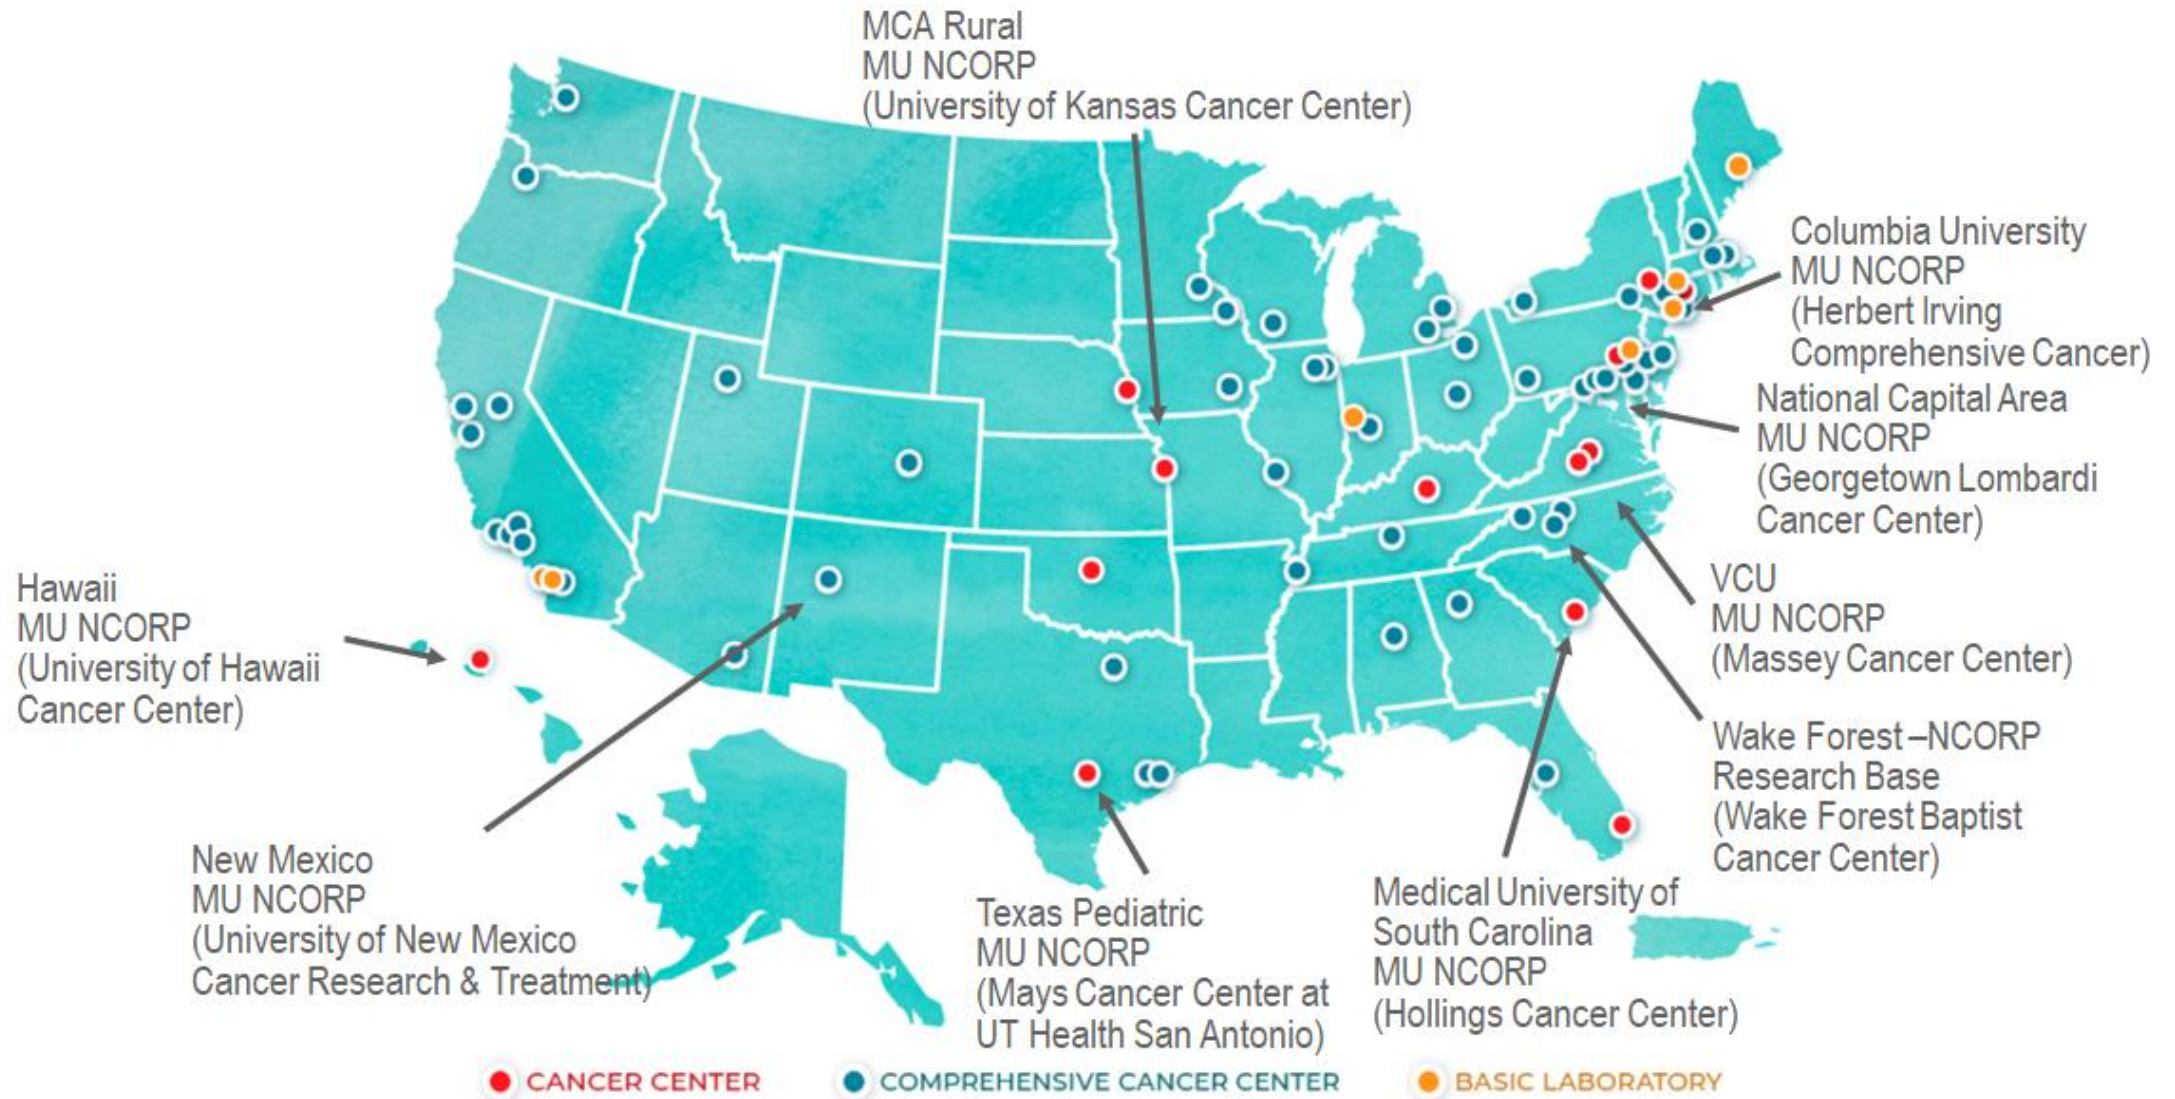 MCA Rural
MU NCORP
(University of Kansas Cancer Center)
Columbia University
MU NCORP
(Herbert Irving
Comprehensive Cancer)
National Capital Area
MU NCORP
(Georgetown Lombardi
Cancer Center)
VCU
MU NCORP
(Massey Cancer Center)
Wake Forest –NCORP
Research Base
(Wake Forest Baptist
Cancer Center)
Hawaii
MU NCORP
(University of Hawaii
Cancer Center)
New Mexico
MU NCORP
(University of New Mexico
Cancer Research & Treatment)
Texas Pediatric
MU NCORP
(Mays Cancer Center at
UT Health San Antonio)
Medical University of
South Carolina
MU NCORP
(Hollings Cancer Center)
CANCER CENTER
COMPREHENSIVE CANCER CENTER
BASIC LABORATORY